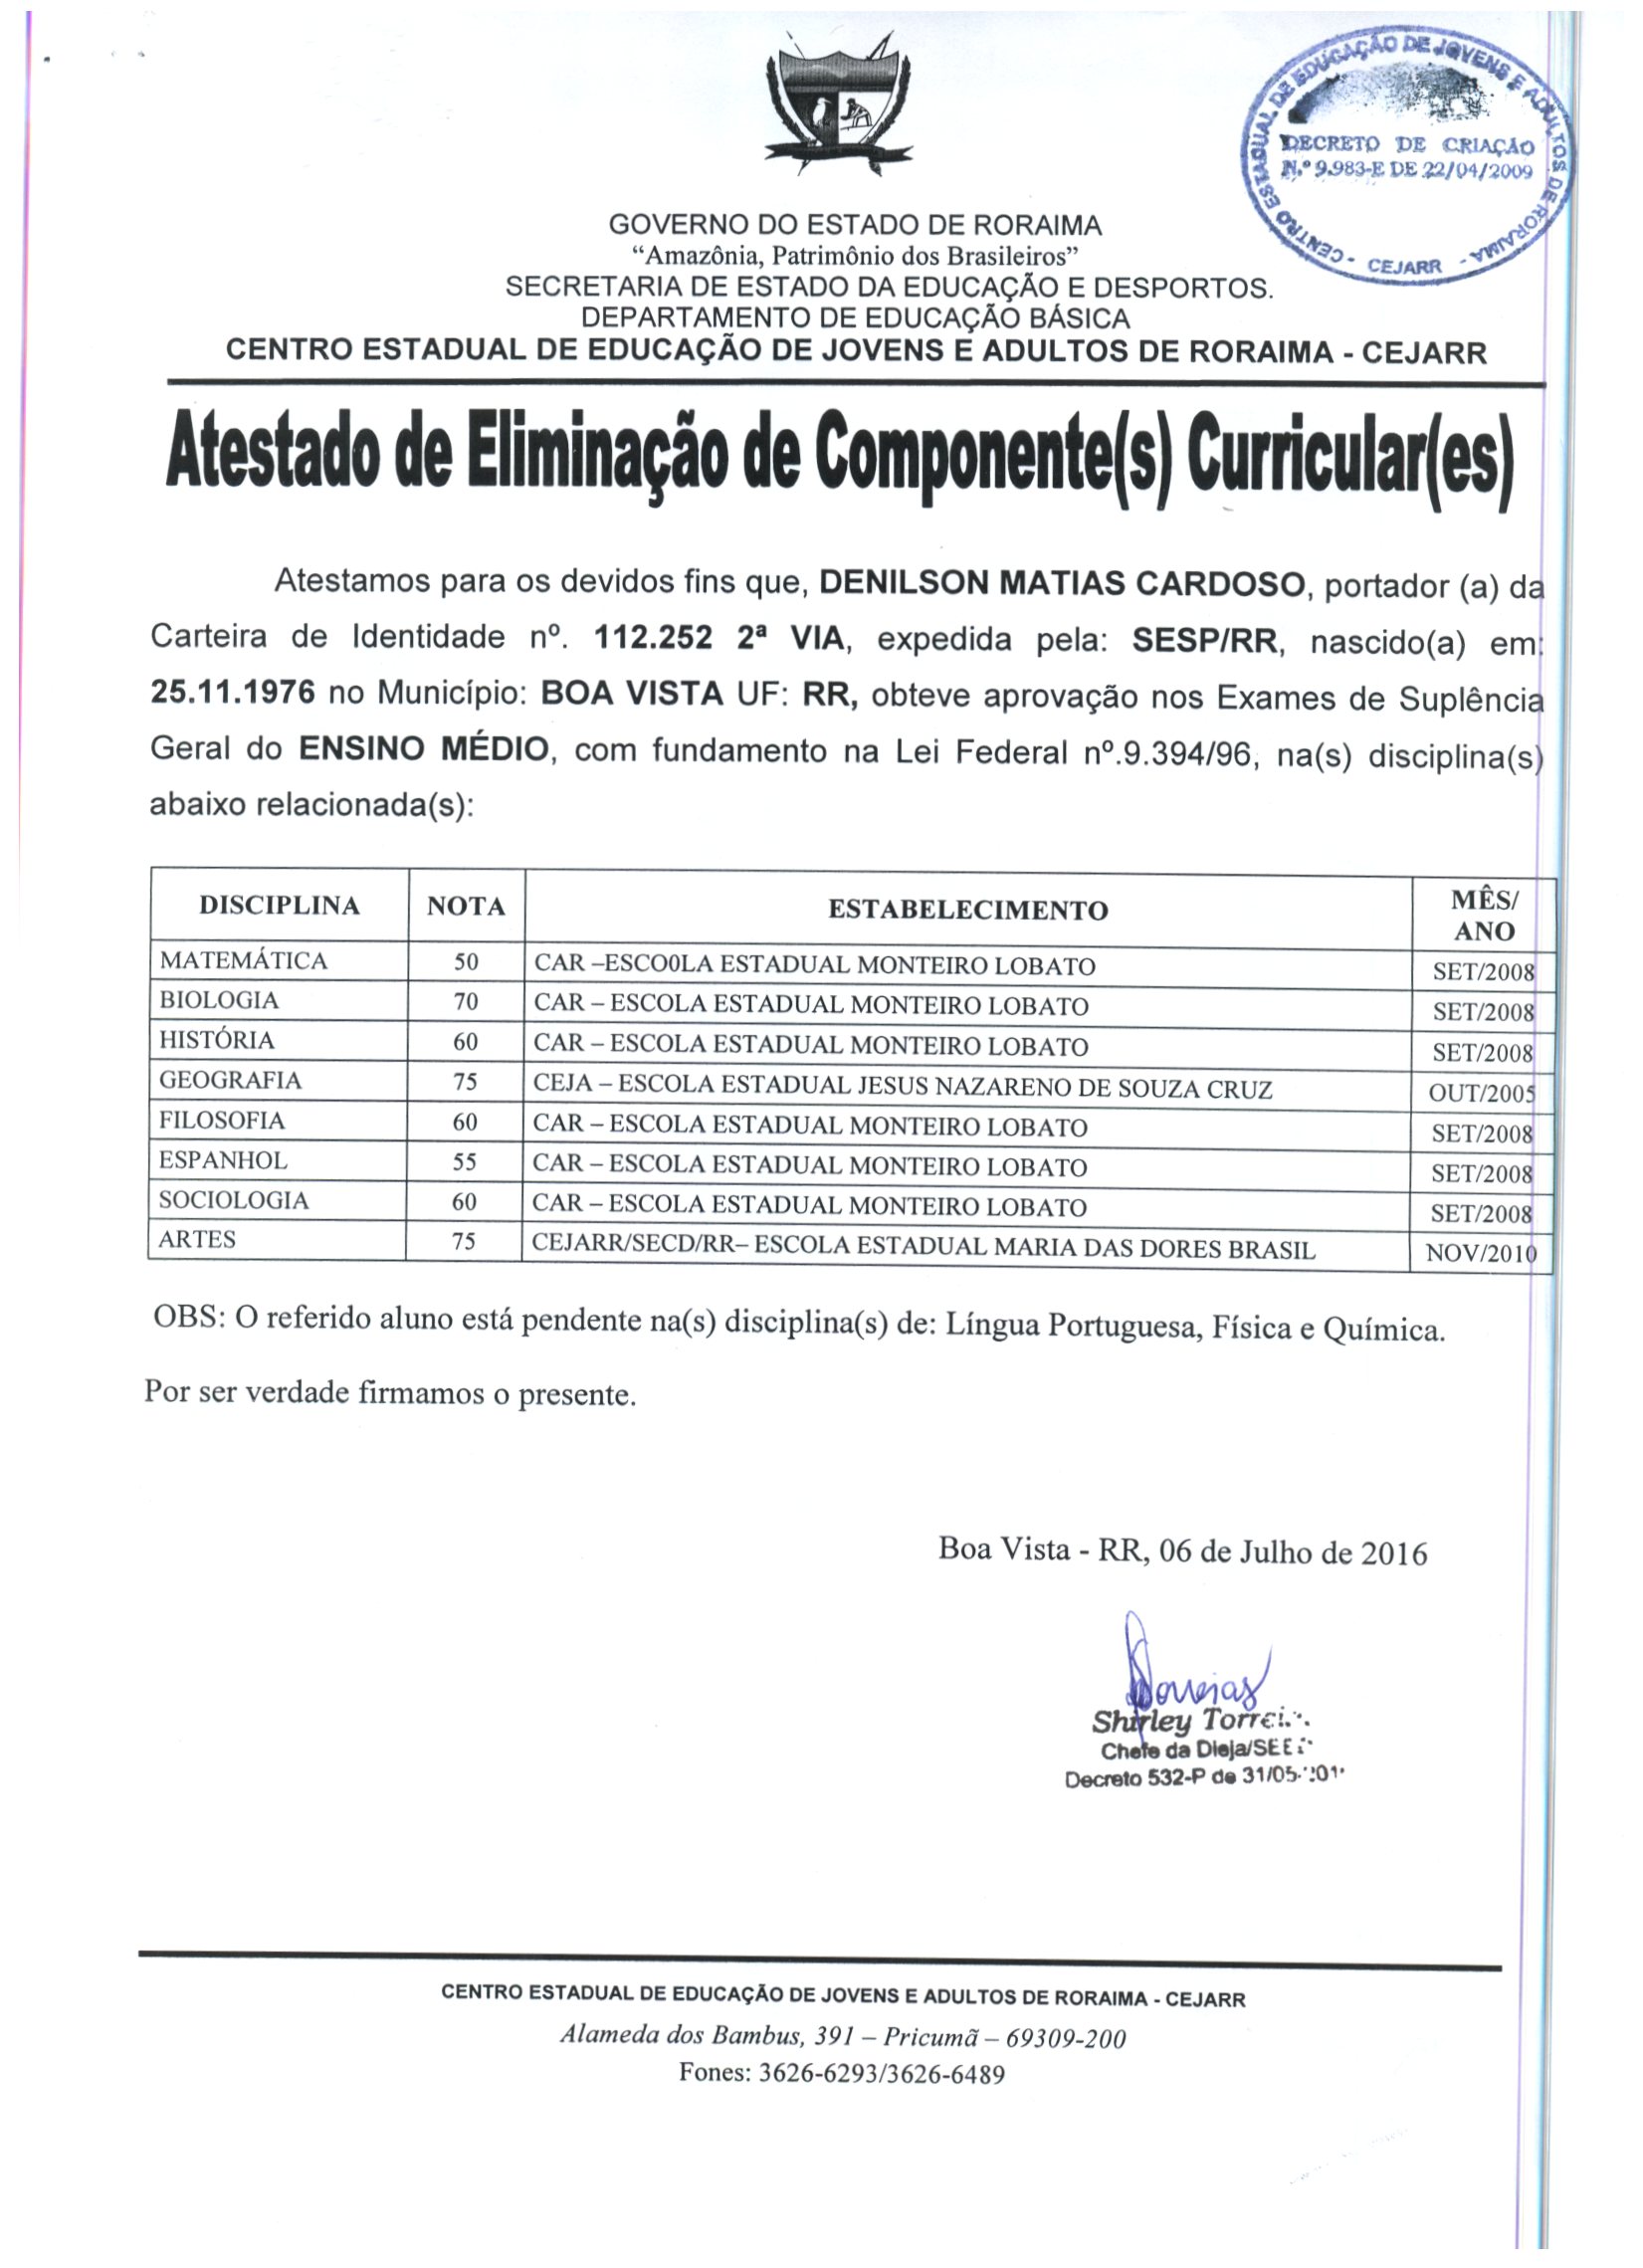 CENTRO ESTADUAL DE EDUCAÇÃO DE JOVENS E ADULTOS DE RORAIMA -
DECRETO DE CRIAÇÃO
N.º 9.983-E DE 22/04/2009
- CEJARR -
GOVERNO DO ESTADO DE RORAIMA
“Amazônia, Patrimônio dos Brasileiros”
SECRETARIA DE ESTADO DA EDUCAÇÃO E DESPORTOS.
DEPARTAMENTO DE EDUCAÇÃO BÁSICA
CENTRO ESTADUAL DE EDUCAÇÃO DE JOVENS E ADULTOS DE RORAIMA - CEJARR
Atestado de Eliminação de Componente(s) Curricular(es)
Atestamos para os devidos fins que, DENILSON MATIAS CARDOSO, portador (a) da
Carteira de Identidade nº. 112.252 2ª VIA, expedida pela: SESP/RR, nascido(a) em:
25.11.1976 no Município: BOA VISTA UF: RR, obteve aprovação nos Exames de Suplência
Geral do ENSINO MÉDIO, com fundamento na Lei Federal nº.9.394/96, na(s) disciplina(s)
abaixo relacionada(s):
DISCIPLINA NOTA ESTABELECIMENTO MÊS/
ANO
MATEMÁTICA 50 CAR –ESCO0LA ESTADUAL MONTEIRO LOBATO SET/2008
BIOLOGIA 70 CAR – ESCOLA ESTADUAL MONTEIRO LOBATO SET/2008
HISTÓRIA 60 CAR – ESCOLA ESTADUAL MONTEIRO LOBATO SET/2008
GEOGRAFIA 75 CEJA – ESCOLA ESTADUAL JESUS NAZARENO DE SOUZA CRUZ OUT/2005
FILOSOFIA 60 CAR – ESCOLA ESTADUAL MONTEIRO LOBATO SET/2008
ESPANHOL 55 CAR – ESCOLA ESTADUAL MONTEIRO LOBATO SET/2008
SOCIOLOGIA 60 CAR – ESCOLA ESTADUAL MONTEIRO LOBATO SET/2008
ARTES 75 CEJARR/SECD/RR– ESCOLA ESTADUAL MARIA DAS DORES BRASIL NOV/2010
OBS: O referido aluno está pendente na(s) disciplina(s) de: Língua Portuguesa, Física e Química.
Por ser verdade firmamos o presente.
Boa Vista - RR, 06 de Julho de 2016
Shirley
Chefe da Dieja/
Decreto 532-P de
CENTRO ESTADUAL DE EDUCAÇÃO DE JOVENS E ADULTOS DE RORAIMA - CEJARR
Alameda dos Bambus, 391 – Pricumã – 69309-200
Fones: 3626-6293/3626-6489